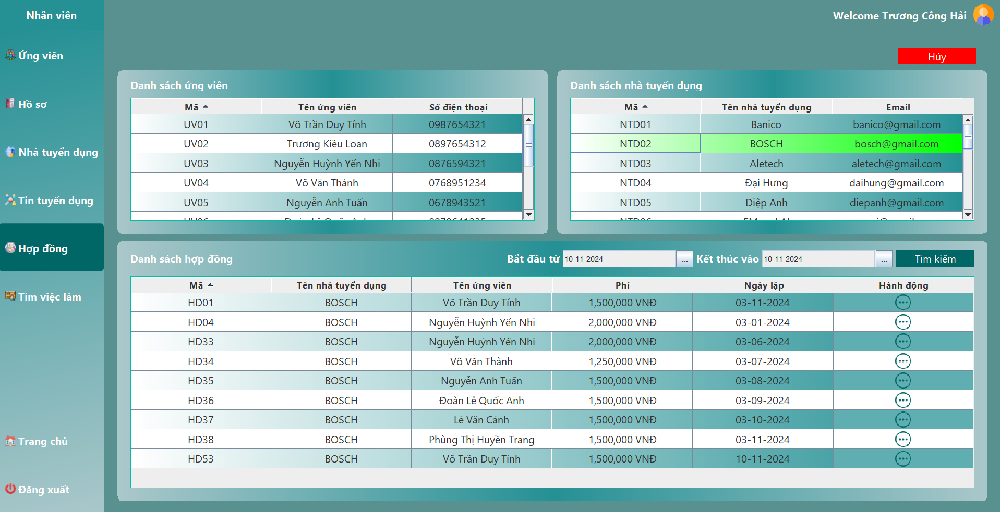 Nhân viên
Welcome Trương Công Hải
Ứng viên
Hồ sơ
Nhà tuyển dụng
Tin tuyển dụng
Hợp đồng
Tìm việc làm
Trang chủ
Đăng xuất
Hủy
Danh sách ứng viên
Mã Tên ứng viên Số điện thoại
UV01 Võ Trần Duy Tính 0987654321
UV02 Trương Kiều Loan 0897654312
UV03 Nguyễn Huỳnh Yến Nhi 0876594321
UV04 Võ Văn Thành 0768951234
UV05 Nguyễn Anh Tuấn 0678943521
Danh sách nhà tuyển dụng
Mã Tên nhà tuyển dụng Email
NTD01 Banico banico@gmail.com
NTD02 BOSCH bosch@gmail.com
NTD03 Aletech aletech@gmail.com
NTD04 Đại Hưng daihung@gmail.com
NTD05 Diệp Anh diepanh@gmail.com
Danh sách hợp đồng Bắt đầu từ 10-11-2024 ... Kết thúc vào 10-11-2024 ... Tìm kiếm
Mã Tên nhà tuyển dụng Tên ứng viên Phí Ngày lập Hành động
HD01 BOSCH Võ Trần Duy Tính 1,500,000 VNĐ 03-11-2024
HD04 BOSCH Nguyễn Huỳnh Yến Nhi 2,000,000 VNĐ 03-01-2024
HD33 BOSCH Nguyễn Huỳnh Yến Nhi 2,000,000 VNĐ 03-06-2024
HD34 BOSCH Võ Văn Thành 1,250,000 VNĐ 03-07-2024
HD35 BOSCH Nguyễn Anh Tuấn 1,500,000 VNĐ 03-08-2024
HD36 BOSCH Đoàn Lê Quốc Anh 1,500,000 VNĐ 03-09-2024
HD37 BOSCH Lê Văn Cảnh 1,500,000 VNĐ 03-10-2024
HD38 BOSCH Phùng Thị Huyền Trang 1,500,000 VNĐ 03-11-2024
HD53 BOSCH Võ Trần Duy Tính 1,500,000 VNĐ 10-11-2024